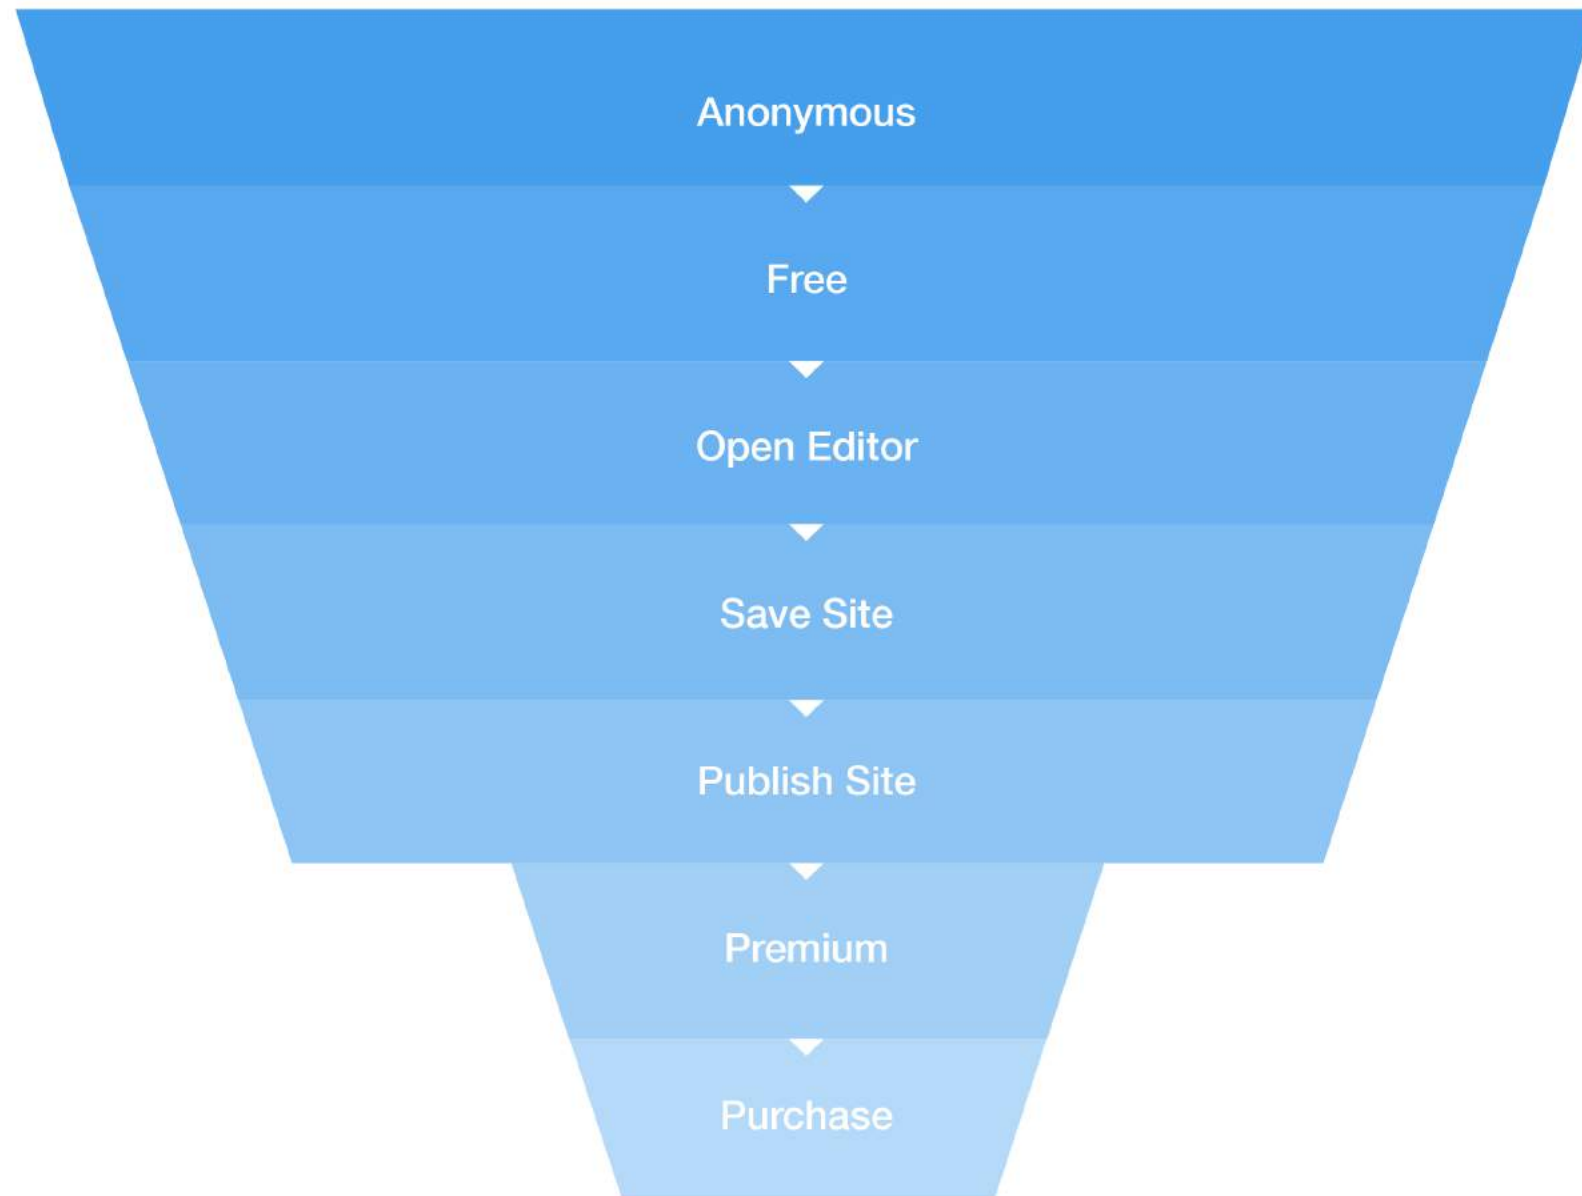 Anonymous
Free
Open Editor
Save Site
Publish Site
Premium
Purchase